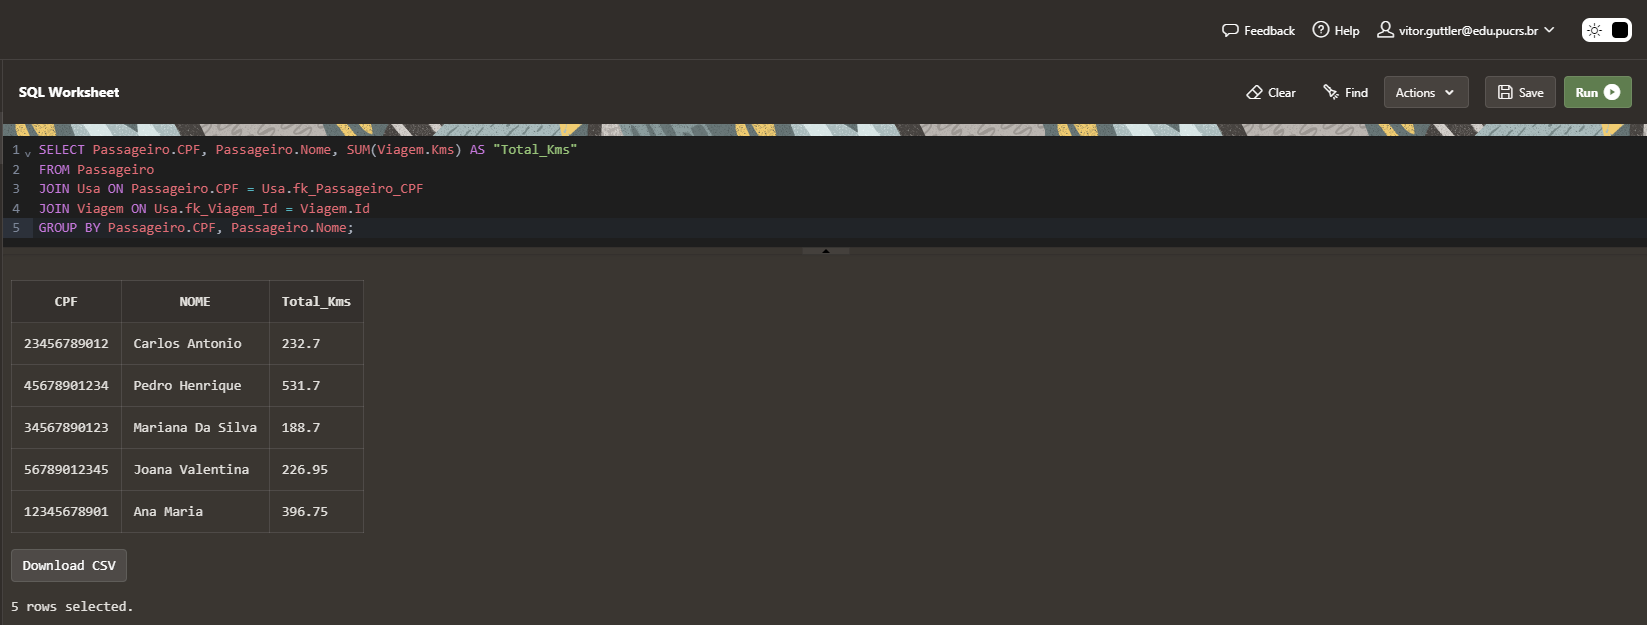 Feedback Help vitor.guttler@edu.pucrs.br
SQL Worksheet Clear Find Actions Save Run
1 SELECT Passageiro.CPF, Passageiro.Nome, SUM(Viagem.Kms) AS "Total_Kms"
2 FROM Passageiro
3 JOIN Usa ON Passageiro.CPF = Usa.fk_Passageiro_CPF
4 JOIN Viagem ON Usa.fk_Viagem_Id = Viagem.Id
5 GROUP BY Passageiro.CPF, Passageiro.Nome;
CPF NOME Total_Kms
23456789012 Carlos Antonio 232.7
45678901234 Pedro Henrique 531.7
34567890123 Mariana Da Silva 188.7
56789012345 Joana Valentina 226.95
12345678901 Ana Maria 396.75
Download CSV
5 rows selected.